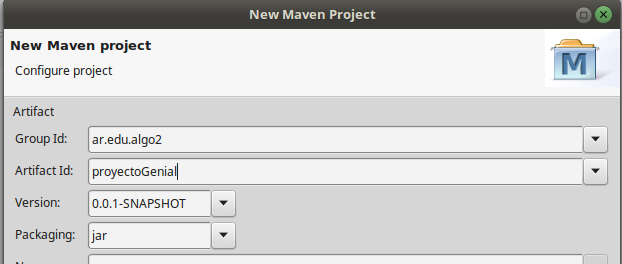 New Maven Project
New Maven project
Configure project
M
Artifact
Group Id: ar.edu.algo2
Artifact Id: proyectoGenial
Version: 0.0.1-SNAPSHOT
Packaging: jar